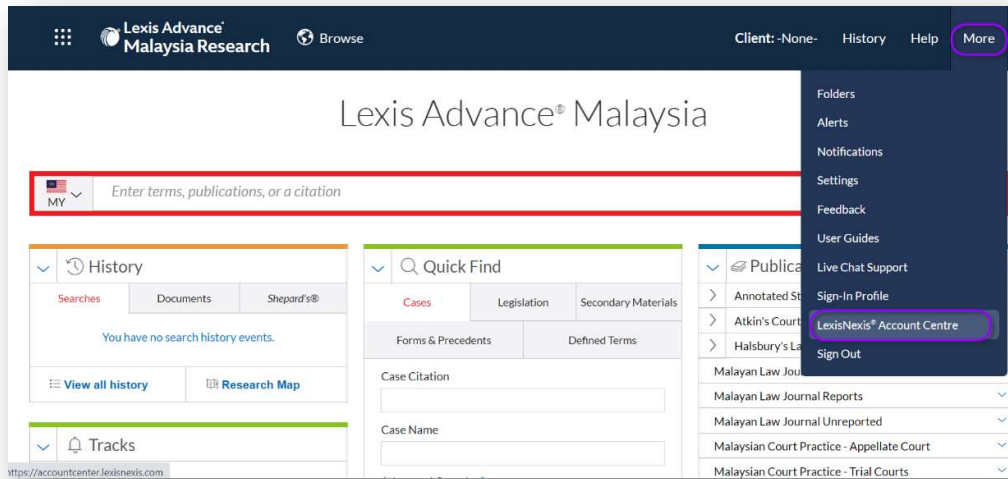 Lexis Advance®
Malaysia Research
Browse
Client: -None-
History
Help
More
Lexis Advance® Malaysia
MY
Enter terms, publications, or a citation
Folders
Alerts
Notifications
Settings
Feedback
User Guides
Live Chat Support
Sign-In Profile
LexisNexis® Account Centre
Sign Out
History
Searches
Documents
Shepard's®
You have no search history events.
View all history
Research Map
Tracks
Quick Find
Cases
Legislation
Secondary Materials
Forms & Precedents
Defined Terms
Case Citation
Case Name
Publica
Annotated St
Atkin's Court
Halsbury's La
Malayan Law Jou
Malayan Law Journal Reports
Malayan Law Journal Unreported
Malaysian Court Practice - Appellate Court
Malaysian Court Practice - Trial Courts
https://accountcenter.lexisnexis.com